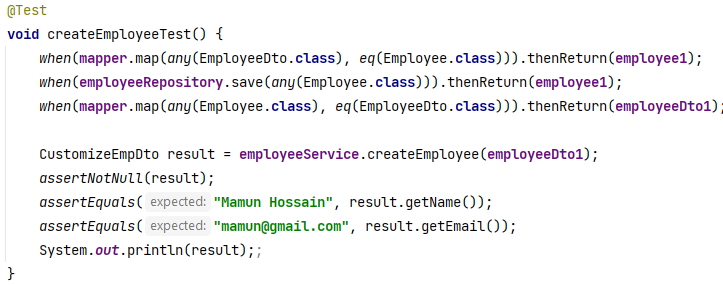 @Test
void createEmployeeTest() {
    when(mapper.map(any(EmployeeDto.class), eq(Employee.class))).thenReturn(employee1);
    when(employeeRepository.save(any(Employee.class))).thenReturn(employee1);
    when(mapper.map(any(Employee.class), eq(EmployeeDto.class))).thenReturn(employeeDto1);

    CustomizeEmpDto result = employeeService.createEmployee(employeeDto1);
    assertNotNull(result);
    assertEquals( expected: "Mamun Hossain", result.getName());
    assertEquals( expected: "mamun@gmail.com", result.getEmail());
    System.out.println(result);;
}